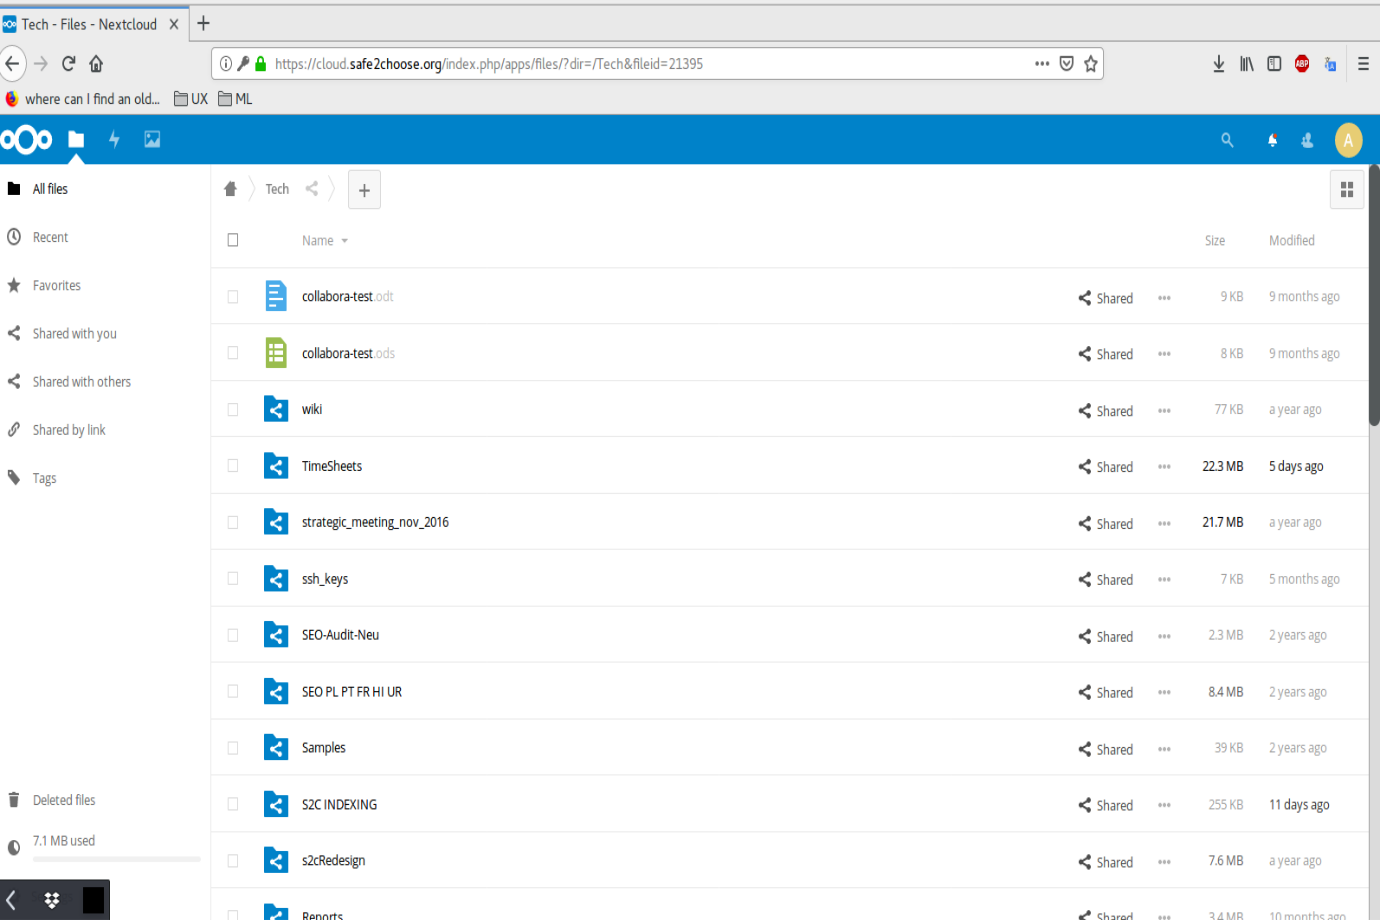 Tech - Files - Nextcloud
https://cloud.safe2choose.org/index.php/apps/files/?dir=/Tech&fileid=21395
ABP
where can I find an old... UX ML
A
All files
Recent
Favorites
Shared with you
Shared with others
Shared by link
Tags
Deleted files
7.1 MB used
Tech
Name Size Modified
collabora-test.odt Shared 9 KB 9 months ago
collabora-test.ods Shared 8 KB 9 months ago
wiki Shared 77 KB a year ago
TimeSheets Shared 22.3 MB 5 days ago
strategic_meeting_nov_2016 Shared 21.7 MB a year ago
ssh_keys Shared 7 KB 5 months ago
SEO-Audit-Neu Shared 2.3 MB 2 years ago
SEO PL PT FR HI UR Shared 8.4 MB 2 years ago
Samples Shared 39 KB 2 years ago
S2C INDEXING Shared 255 KB 11 days ago
s2cRedesign Shared 7.6 MB a year ago
Reports Shared 3.4 MB 10 months ago